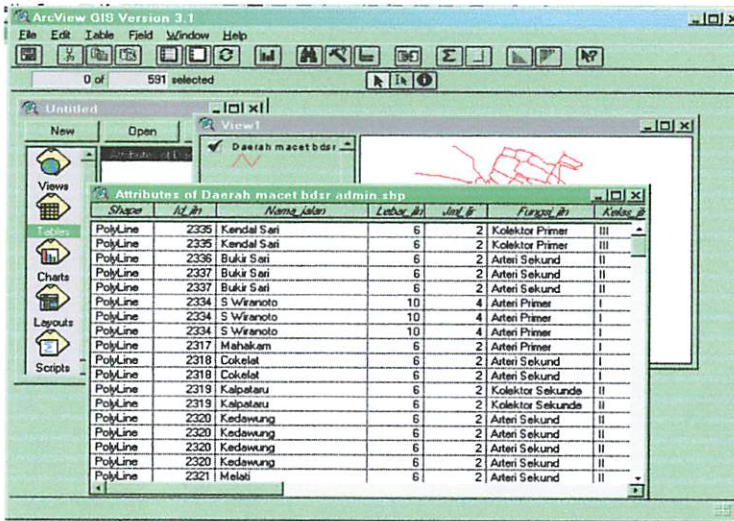 ArcView GIS Version 3.1
File Edit Table Field Window Help
0 of 591 selected
Untitled
New Open
Views
Tables
Charts
Layouts
Scripts
View1
Daerah macet bdsr
Attributes of Daerah macet bdsr admin.shp
Shape Id_jln Nama_jalan Lebar_jln Jml_ljr Fungsi_jln Kelas_jl
PolyLine 2335 Kendal Sari 6 2 Kolektor Primer III
PolyLine 2335 Kendal Sari 6 2 Kolektor Primer III
PolyLine 2336 Bukir Sari 6 2 Arteri Sekund II
PolyLine 2337 Bukir Sari 6 2 Arteri Sekund II
PolyLine 2337 Bukir Sari 6 2 Arteri Sekund II
PolyLine 2334 S Wiranoto 10 4 Arteri Primer I
PolyLine 2334 S Wiranoto 10 4 Arteri Primer I
PolyLine 2334 S Wiranoto 10 4 Arteri Primer I
PolyLine 2317 Mahakam 6 2 Arteri Primer I
PolyLine 2318 Cokelat 6 2 Arteri Sekund I
PolyLine 2318 Cokelat 6 2 Arteri Sekund I
PolyLine 2319 Kalpataru 6 2 Kolektor Sekunde II
PolyLine 2319 Kalpataru 6 2 Kolektor Sekunde II
PolyLine 2320 Kedawung 6 2 Arteri Sekund II
PolyLine 2320 Kedawung 6 2 Arteri Sekund II
PolyLine 2320 Kedawung 6 2 Arteri Sekund II
PolyLine 2320 Kedawung 6 2 Arteri Sekund II
PolyLine 2321 Melati 6 2 Arteri Sekund II